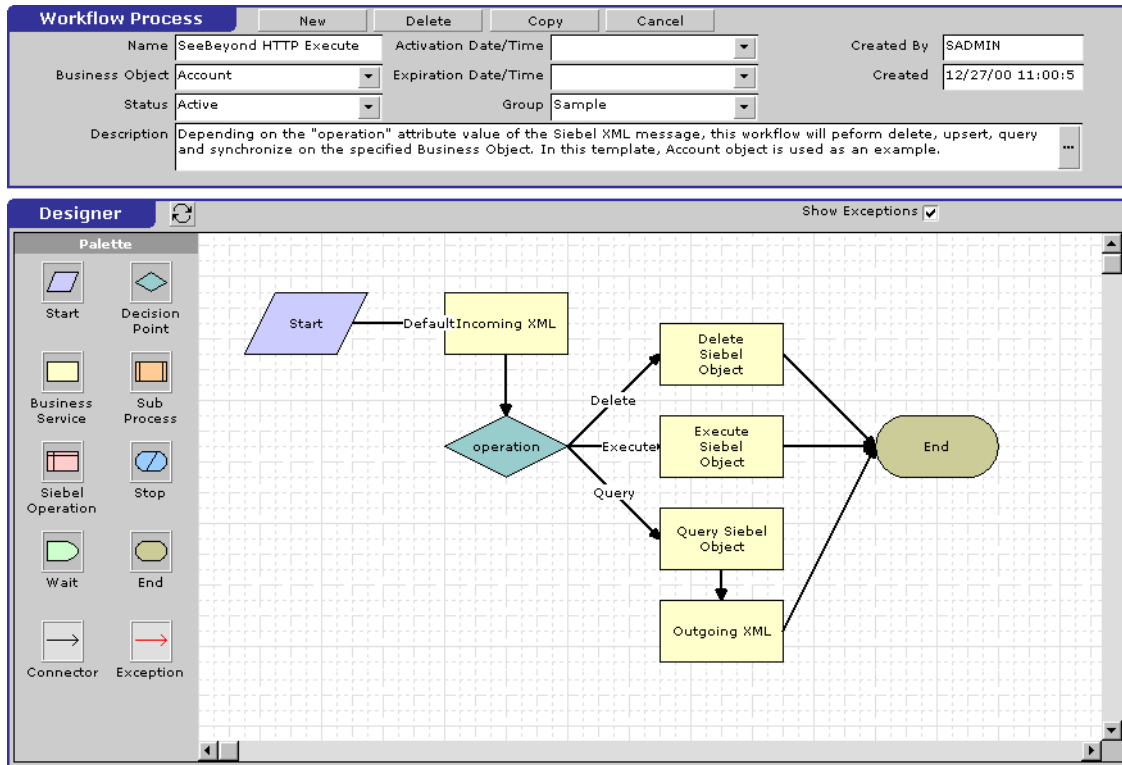 Workflow Process
New
Delete
Copy
Cancel
Name SeeBeyond HTTP Execute
Activation Date/Time
Created By SADMIN
Business Object Account
Expiration Date/Time
Created 12/27/00 11:00:5
Status Active
Group Sample
Description Depending on the "operation" attribute value of the Siebel XML message, this workflow will peform delete, upsert, query
and synchronize on the specified Business Object. In this template, Account object is used as an example.
...
Designer
Show Exceptions
Palette
Start
Decision
Point
Business
Service
Sub
Process
Siebel
Operation
Stop
Wait
End
Connector
Exception
Start
Default
Incoming XML
operation
Delete
Execute
Query
Delete
Siebel
Object
Execute
Siebel
Object
Query Siebel
Object
Outgoing XML
End